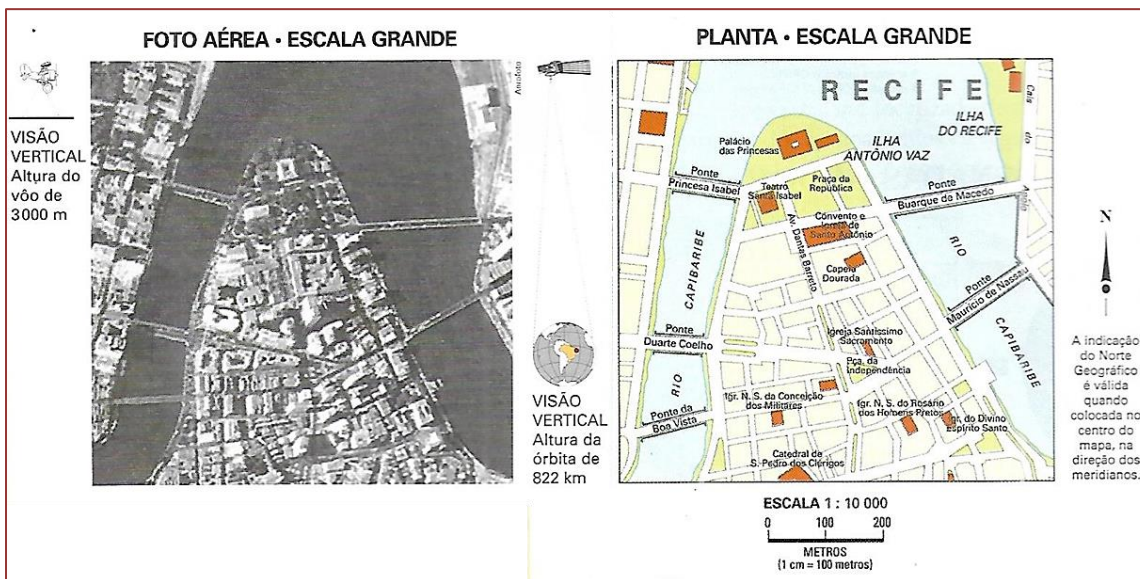 FOTO AÉREA • ESCALA GRANDE
VISÃO
VERTICAL
Altura do
vôo de
3000 m
VISÃO
VERTICAL
Altura da
órbita de
822 km
PLANTA • ESCALA GRANDE
RECIFE
ILHA
DO RECIFE
Cais do
Palácio
das Princesas
ILHA
ANTÔNIO VAZ
Ponte
Princesa Isabel
Teatro
Santa Isabel
Praça da
República
Ponte
Buarque de Macedo
Convento e
Igreja de
Santo Antônio
Av. Dantas Barreto
Capela
Dourada
CAPIBARIBE
RIO
Ponte
Maurício de Nassau
CAPIBARIBE
Ponte
Duarte Coelho
Igreja Santíssimo
Sacramento
Pça. da
Independência
RIO
Igr. N. S. da Conceição
dos Militares
Igr. N. S. do Rosário
dos Homens Pretos
Igr. do Divino
Espírito Santo
Ponte da
Boa Vista
Catedral de
S. Pedro dos Clérigos
N
A indicação
do Norte
Geográfico
é válida
quando
colocada no
centro do
mapa, na
direção dos
meridianos.
ESCALA 1 : 10 000
0 100 200
METROS
(1 cm = 100 metros)